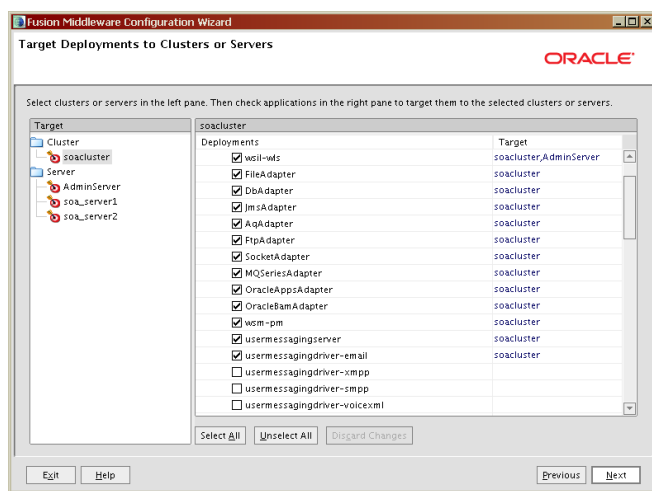 Fusion Middleware Configuration Wizard
Target Deployments to Clusters or Servers
ORACLE
Select clusters or servers in the left pane. Then check applications in the right pane to target them to the selected clusters or servers.
Target
Cluster
soacluster
Server
AdminServer
soa_server1
soa_server2
soacluster
Deployments Target
wsil-wls soacluster,AdminServer
FileAdapter soacluster
DbAdapter soacluster
JmsAdapter soacluster
AqAdapter soacluster
FtpAdapter soacluster
SocketAdapter soacluster
MQSeriesAdapter soacluster
OracleAppsAdapter soacluster
OracleBamAdapter soacluster
wsm-pm soacluster
usermessagingserver soacluster
usermessagingdriver-email soacluster
usermessagingdriver-xmpp
usermessagingdriver-smpp
usermessagingdriver-voicexml
Select All Unselect All Discard Changes
Exit Help Previous Next